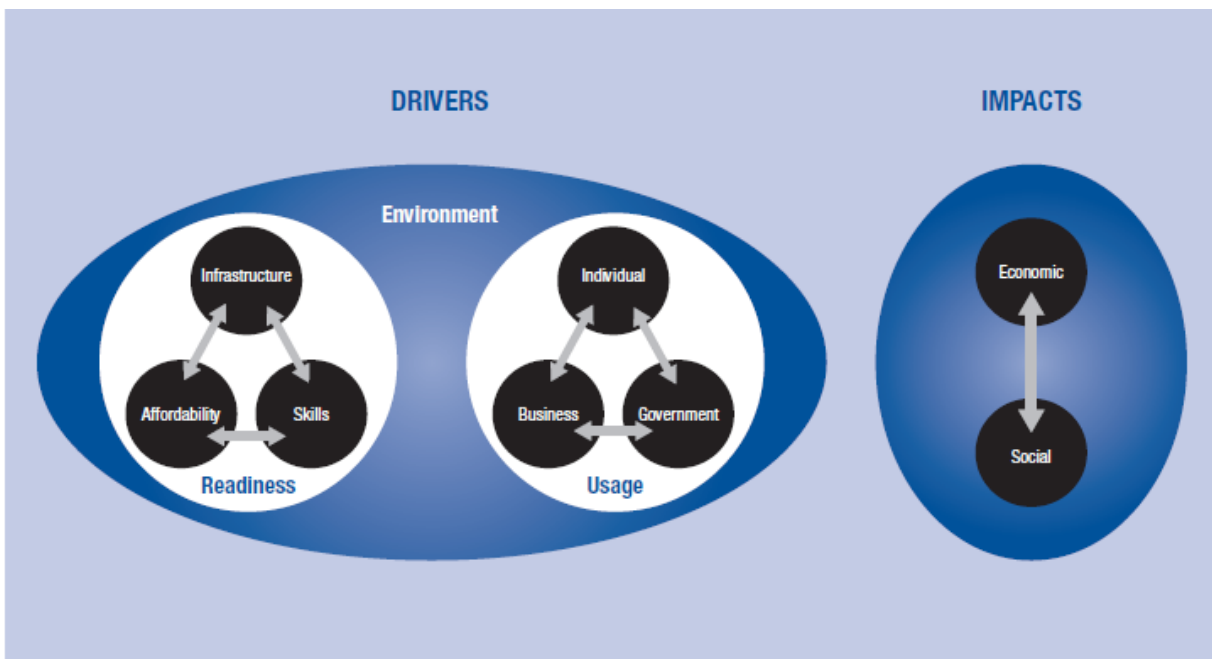 DRIVERS
IMPACTS
Environment
Infrastructure
Affordability
Skills
Readiness
Individual
Business
Government
Usage
Economic
Social